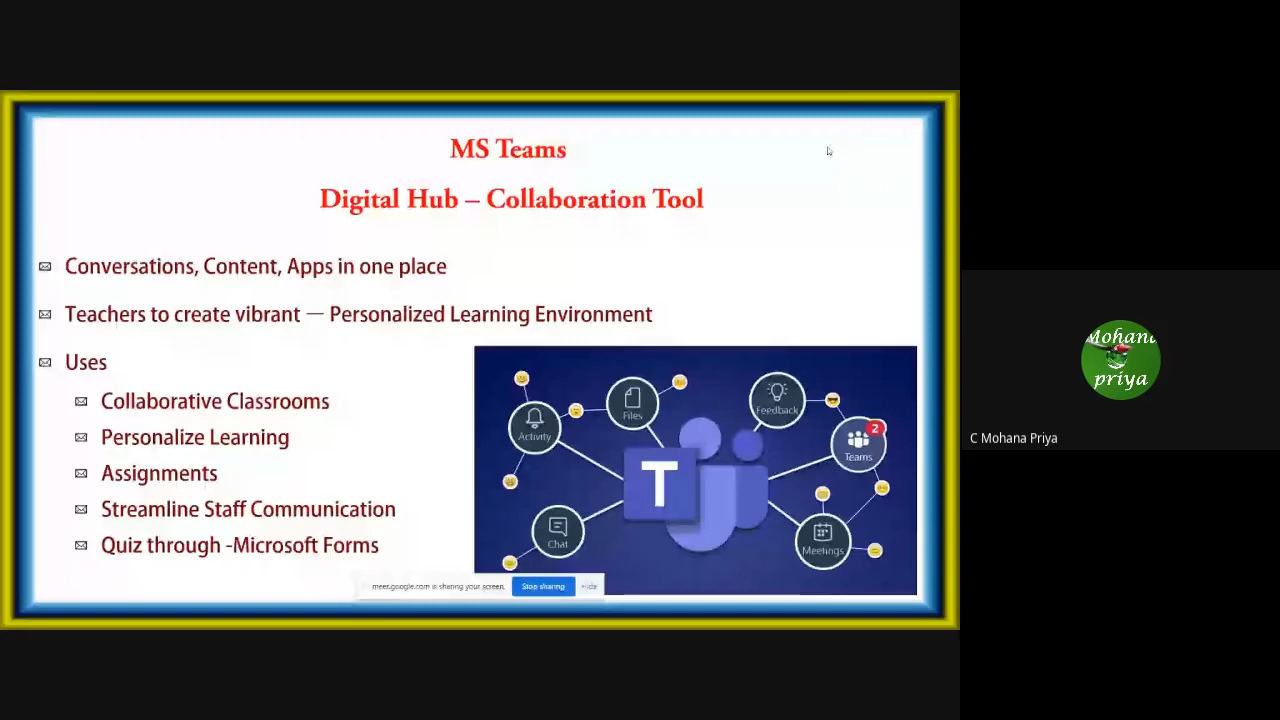 MS Teams
Digital Hub – Collaboration Tool
Conversations, Content, Apps in one place
Teachers to create vibrant — Personalized Learning Environment
Uses
Collaborative Classrooms
Personalize Learning
Assignments
Streamline Staff Communication
Quiz through -Microsoft Forms
Activity
Files
Feedback
2
Teams
T
Chat
Meetings
meet.google.com is sharing your screen.
Stop sharing
Hide
Mohana
priya
C Mohana Priya